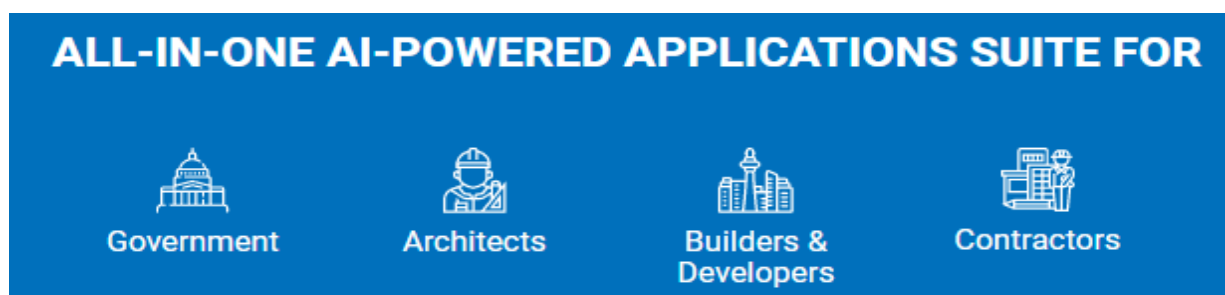 ALL-IN-ONE AI-POWERED APPLICATIONS SUITE FOR
Government
Architects
Builders &
Developers
Contractors